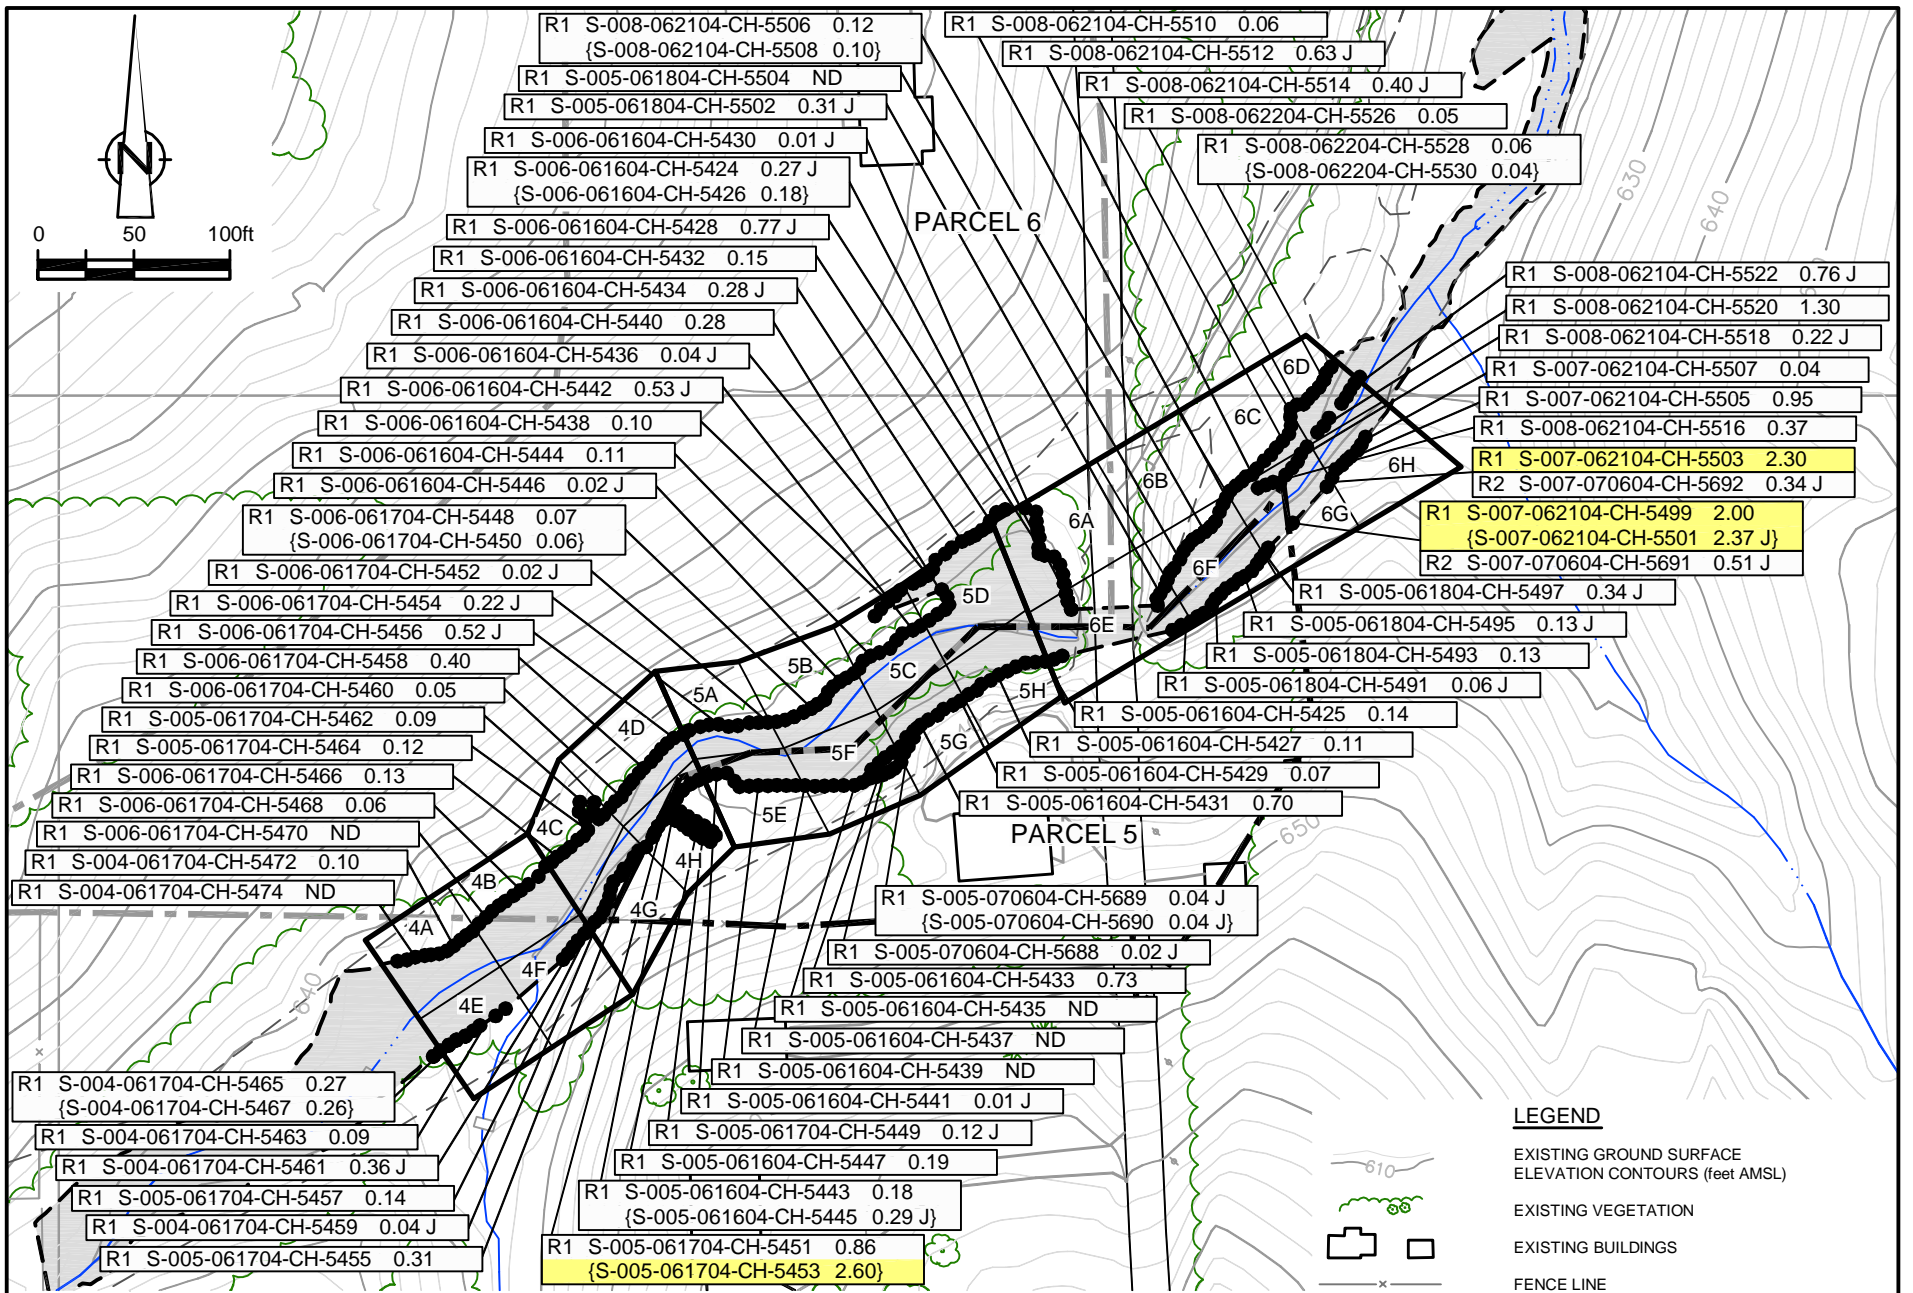 R1 S-008-062104-CH-5506 0.12
{S-008-062104-CH-5508 0.10}
R1 S-005-061804-CH-5504 ND
R1 S-005-061804-CH-5502 0.31 J
R1 S-006-061604-CH-5430 0.01 J
R1 S-006-061604-CH-5424 0.27 J
{S-006-061604-CH-5426 0.18}
R1 S-006-061604-CH-5428 0.77 J
R1 S-006-061604-CH-5432 0.15
R1 S-006-061604-CH-5434 0.28 J
R1 S-006-061604-CH-5440 0.28
R1 S-006-061604-CH-5436 0.04 J
R1 S-006-061604-CH-5442 0.53 J
R1 S-006-061604-CH-5438 0.10
R1 S-006-061604-CH-5444 0.11
R1 S-006-061604-CH-5446 0.02 J
R1 S-006-061704-CH-5448 0.07
{S-006-061704-CH-5450 0.06}
R1 S-006-061704-CH-5452 0.02 J
R1 S-006-061704-CH-5454 0.22 J
R1 S-006-061704-CH-5456 0.52 J
R1 S-006-061704-CH-5458 0.40
R1 S-006-061704-CH-5460 0.05
R1 S-005-061704-CH-5462 0.09
R1 S-005-061704-CH-5464 0.12
R1 S-006-061704-CH-5466 0.13
R1 S-006-061704-CH-5468 0.06
R1 S-006-061704-CH-5470 ND
R1 S-004-061704-CH-5472 0.10
R1 S-004-061704-CH-5474 ND
N
0 50 100ft
R1 S-008-062104-CH-5510 0.06
R1 S-008-062104-CH-5512 0.63 J
R1 S-008-062104-CH-5514 0.40 J
R1 S-008-062204-CH-5526 0.05
R1 S-008-062204-CH-5528 0.06
{S-008-062204-CH-5530 0.04}
PARCEL 6
630
640
R1 S-008-062104-CH-5522 0.76 J
R1 S-008-062104-CH-5520 1.30
R1 S-008-062104-CH-5518 0.22 J
R1 S-007-062104-CH-5507 0.04
R1 S-007-062104-CH-5505 0.95
R1 S-008-062104-CH-5516 0.37
R1 S-007-062104-CH-5503 2.30
R2 S-007-070604-CH-5692 0.34 J
R1 S-007-062104-CH-5499 2.00
{S-007-062104-CH-5501 2.37 J}
R2 S-007-070604-CH-5691 0.51 J
R1 S-005-061804-CH-5497 0.34 J
R1 S-005-061804-CH-5495 0.13 J
R1 S-005-061804-CH-5493 0.13
R1 S-005-061804-CH-5491 0.06 J
R1 S-005-061604-CH-5425 0.14
R1 S-005-061604-CH-5427 0.11
R1 S-005-061604-CH-5429 0.07
R1 S-005-061604-CH-5431 0.70
PARCEL 5
650
6D
6C
6H
6B
6G
6A
6F
6E
5D
5B
5C
5A
5H
4D
5F
5G
5E
4C
4H
4B
4G
4A
4F
4E
640
R1 S-005-070604-CH-5689 0.04 J
{S-005-070604-CH-5690 0.04 J}
R1 S-005-070604-CH-5688 0.02 J
R1 S-005-061604-CH-5433 0.73
R1 S-005-061604-CH-5435 ND
R1 S-005-061604-CH-5437 ND
R1 S-005-061604-CH-5439 ND
R1 S-005-061604-CH-5441 0.01 J
R1 S-005-061704-CH-5449 0.12 J
R1 S-005-061604-CH-5447 0.19
R1 S-005-061604-CH-5443 0.18
{S-005-061604-CH-5445 0.29 J}
R1 S-005-061704-CH-5451 0.86
{S-005-061704-CH-5453 2.60}
R1 S-004-061704-CH-5465 0.27
{S-004-061704-CH-5467 0.26}
R1 S-004-061704-CH-5463 0.09
R1 S-004-061704-CH-5461 0.36 J
R1 S-005-061704-CH-5457 0.14
R1 S-004-061704-CH-5459 0.04 J
R1 S-005-061704-CH-5455 0.31
LEGEND
610
EXISTING GROUND SURFACE
ELEVATION CONTOURS (feet AMSL)
EXISTING VEGETATION
EXISTING BUILDINGS
FENCE LINE